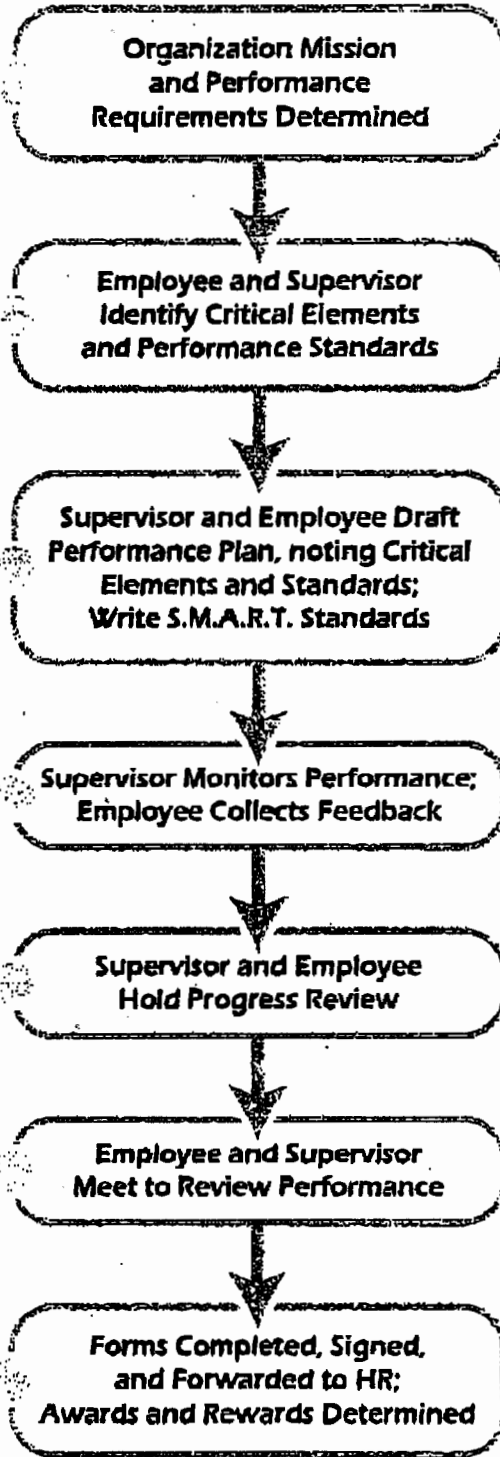 Organization Mission
and Performance
Requirements Determined
Employee and Supervisor
Identify Critical Elements
and Performance Standards
Supervisor and Employee Draft
Performance Plan, noting Critical
Elements and Standards;
Write S.M.A.R.T. Standards
Supervisor Monitors Performance;
Employee Collects Feedback
Supervisor and Employee
Hold Progress Review
Employee and Supervisor
Meet to Review Performance
Forms Completed, Signed,
and Forwarded to HR;
Awards and Rewards Determined